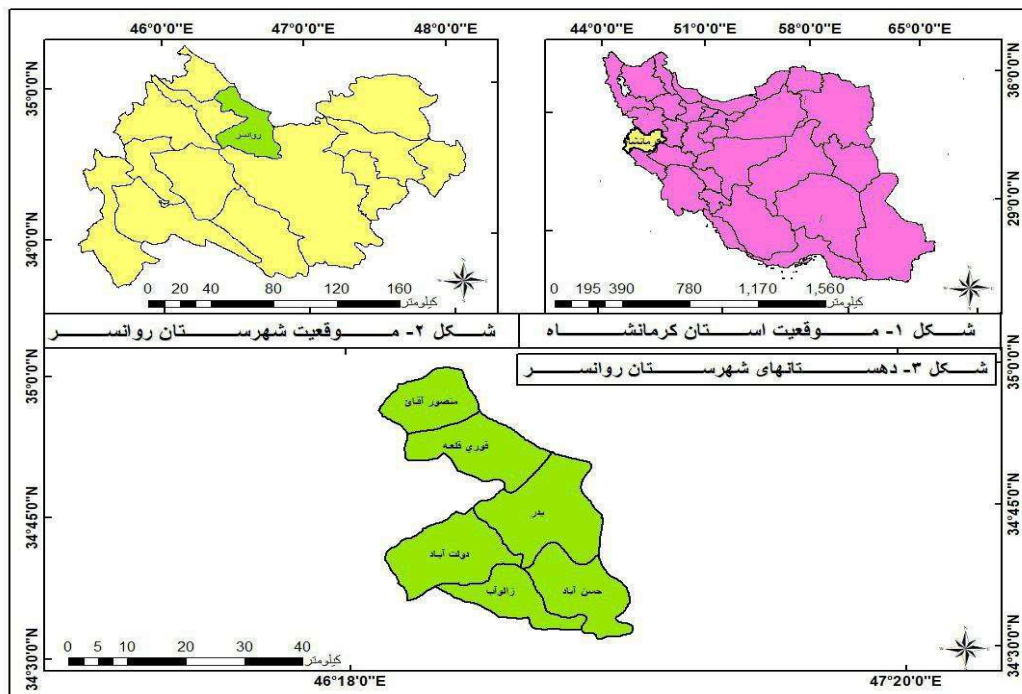 46°0'0"E 47°0'0"E 48°0'0"E
35°0'0"N
34°0'0"N
روانسر
0 20 40 80 120 160
کیلومتر
44°0'0"E 51°0'0"E 58°0'0"E 65°0'0"E
36°0'0"N
29°0'0"N
0 195 390 780 1,170 1,560
کیلومتر
شکل ۱- موقعیت استان کرمانشاه
شکل ۲- موقعیت شهرستان روانسر
شکل ۳- دهستانهای شهرستان روانسر
35°0'0"N
34°45'0"N
34°30'0"N
منصور آقائ
قوري قلعه
بدر
دولت آباد
زالوآب
حسن آباد
0 5 10 20 30 40
کیلومتر
46°18'0"E 47°20'0"E
35°0'0"N
34°45'0"N
34°30'0"N